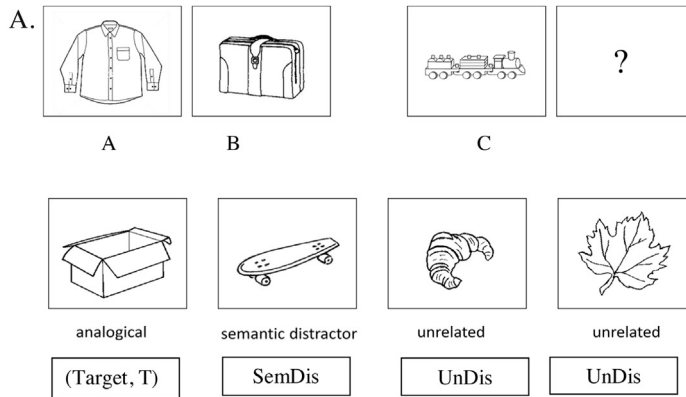 A.
?
A B C
analogical semantic distractor unrelated unrelated
(Target, T) SemDis UnDis UnDis